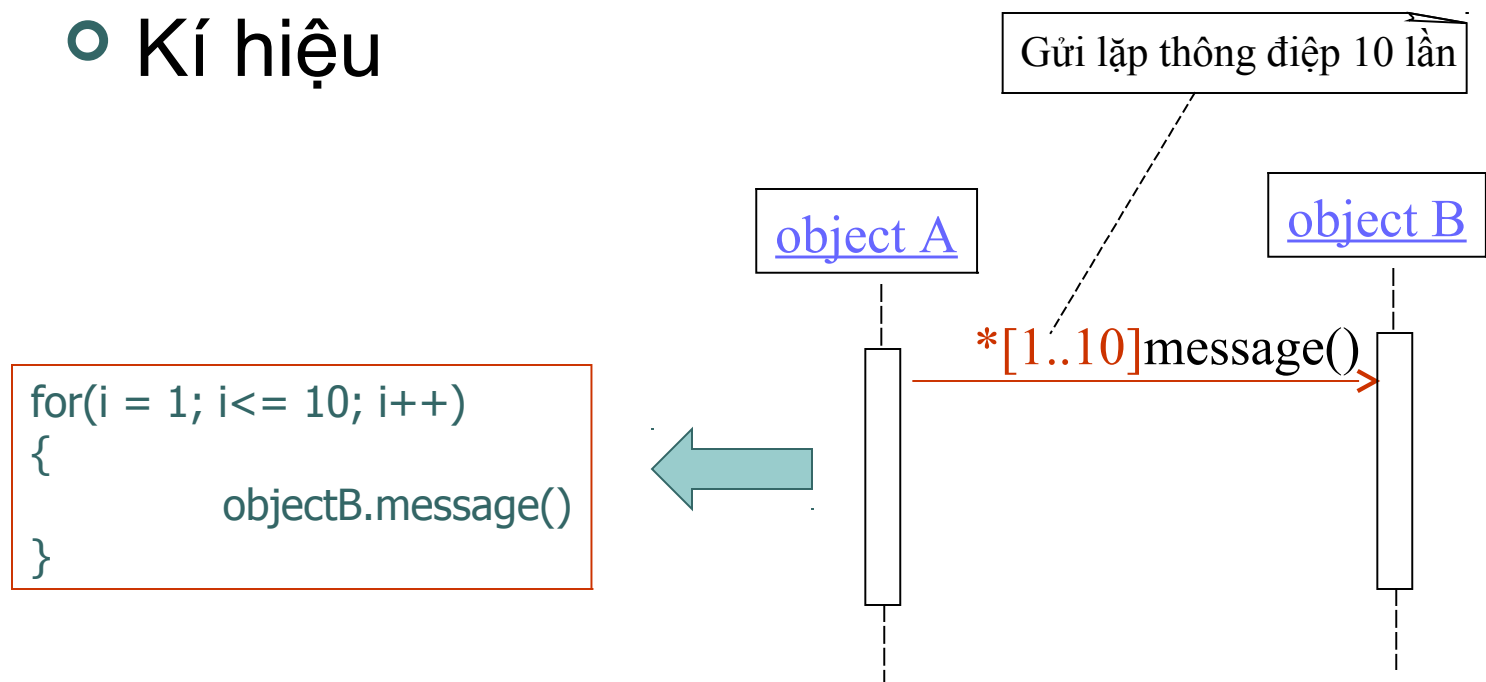 Kí hiệu
Gửi lặp thông điệp 10 lần
object A
object B
*[1..10]message()
for(i = 1; i<= 10; i++)
{
objectB.message()
}